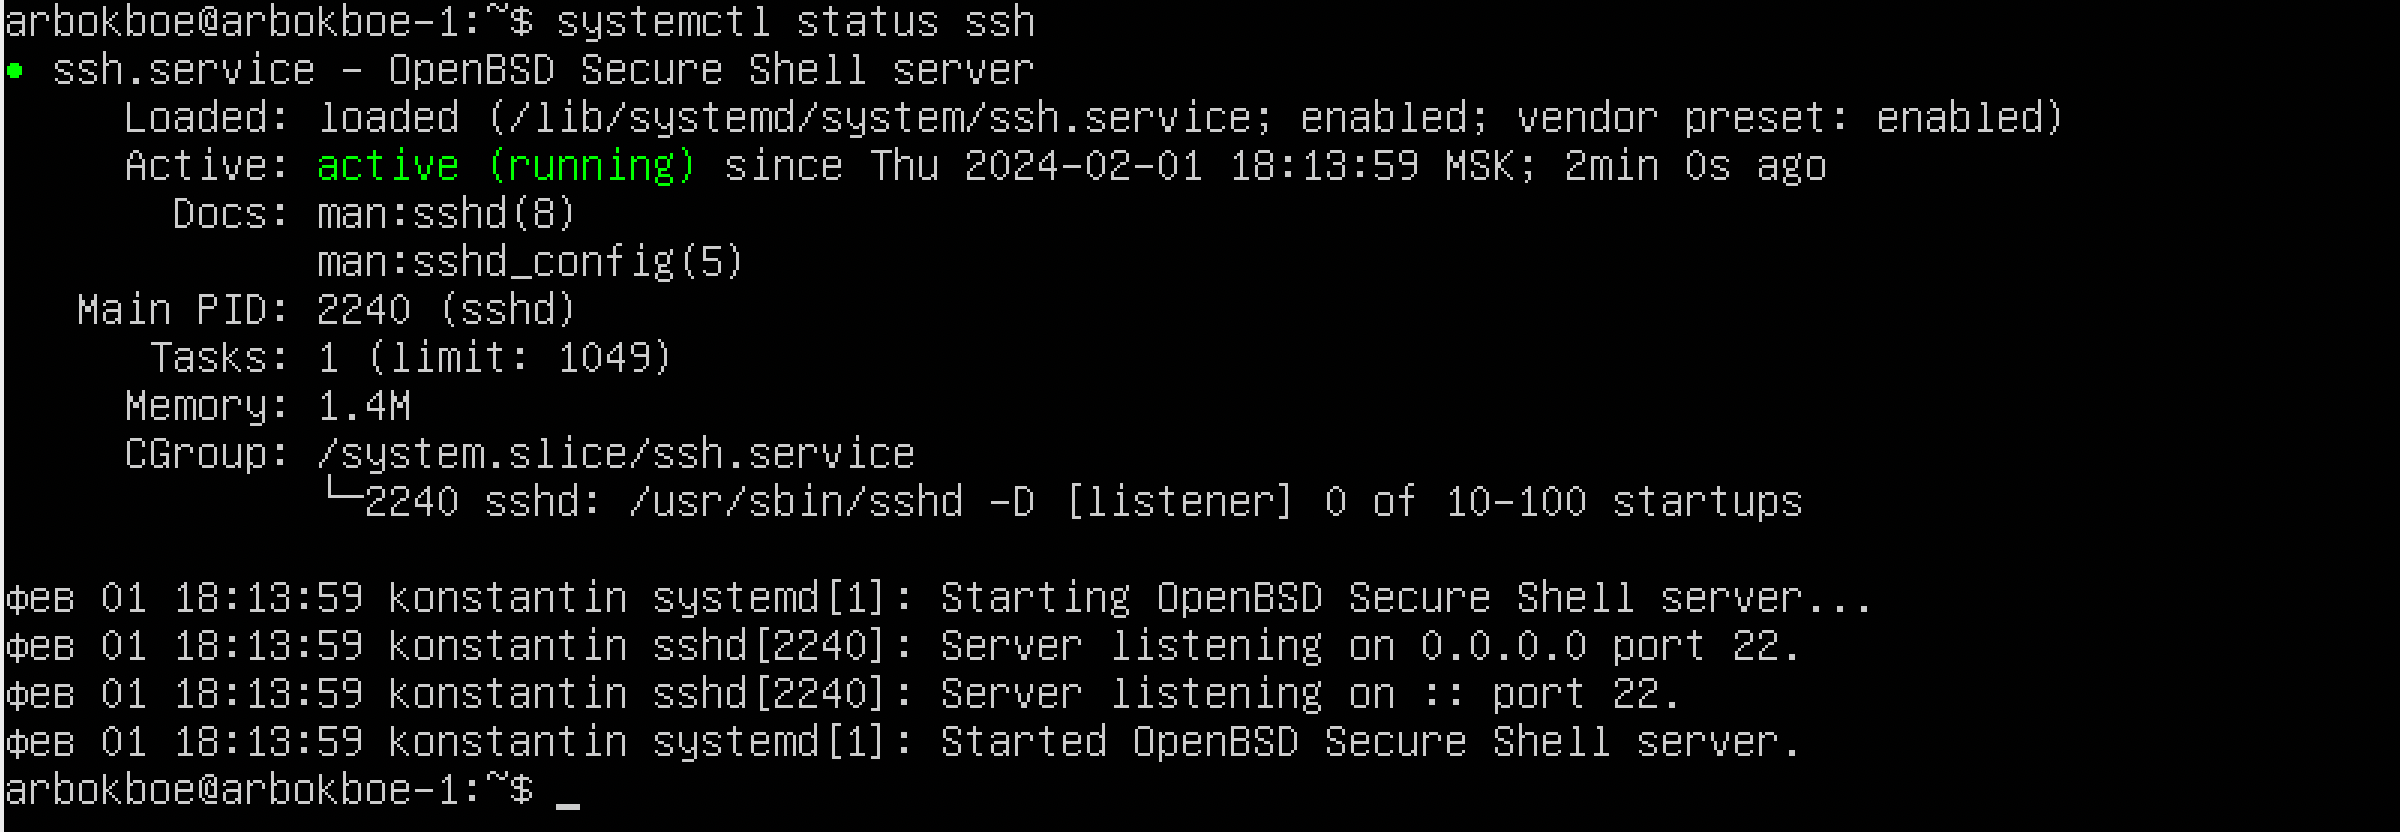 arbokboe@arbokboe-1:~$ systemctl status ssh
● ssh.service - OpenBSD Secure Shell server
     Loaded: loaded (/lib/systemd/system/ssh.service; enabled; vendor preset: enabled)
     Active: active (running) since Thu 2024-02-01 18:13:59 MSK; 2min 0s ago
       Docs: man:sshd(8)
             man:sshd_config(5)
   Main PID: 2240 (sshd)
      Tasks: 1 (limit: 1049)
     Memory: 1.4M
     CGroup: /system.slice/ssh.service
             └─2240 sshd: /usr/sbin/sshd -D [listener] 0 of 10-100 startups

фев 01 18:13:59 konstantin systemd[1]: Starting OpenBSD Secure Shell server...
фев 01 18:13:59 konstantin sshd[2240]: Server listening on 0.0.0.0 port 22.
фев 01 18:13:59 konstantin sshd[2240]: Server listening on :: port 22.
фев 01 18:13:59 konstantin systemd[1]: Started OpenBSD Secure Shell server.
arbokboe@arbokboe-1:~$ _